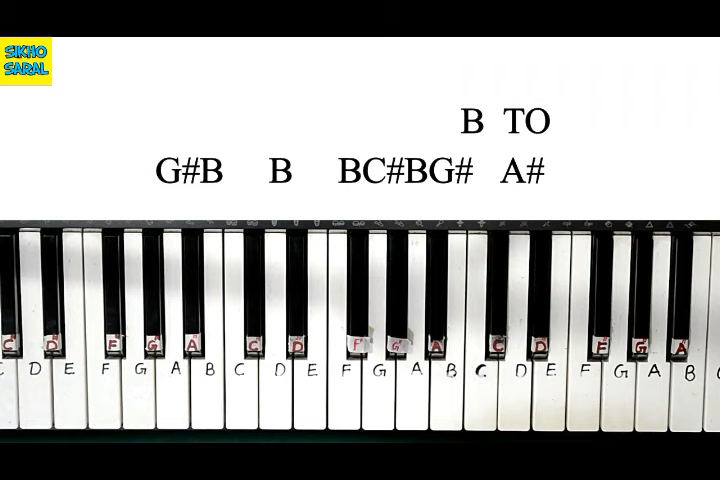 SIKHO
SARAL
B TO
G#B B BC#BG# A#
C# D# F# G# A# C# D# F# G# A# C# D# F# G# A#
C D E F G A B C D E F G A B C D E F G A B C